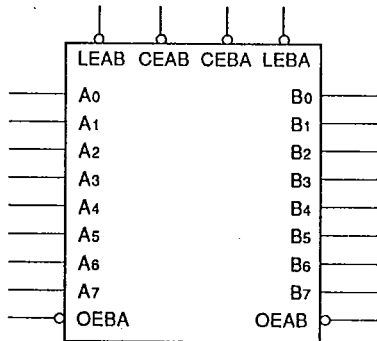 LEAB CEAB CEBA LEBA
A0 B0
A1 B1
A2 B2
A3 B3
A4 B4
A5 B5
A6 B6
A7 B7
OEBA OEAB